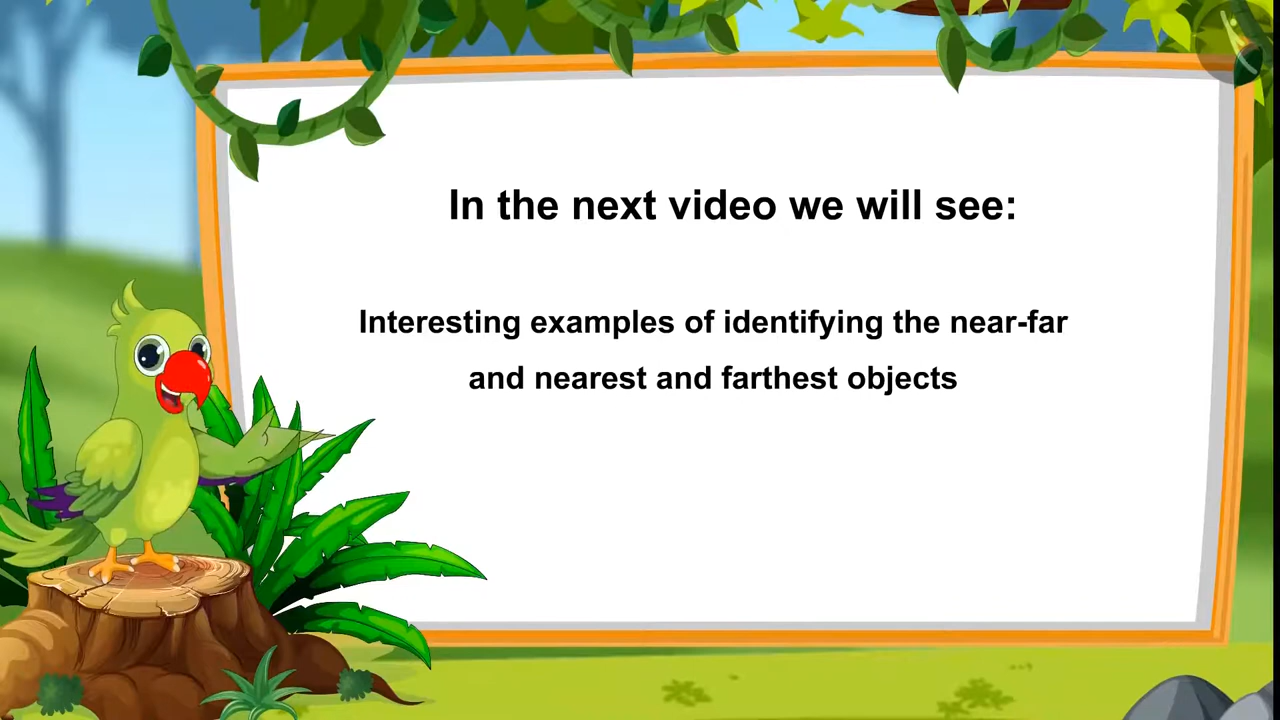 In the next video we will see:
Interesting examples of identifying the near-far
and nearest and farthest objects